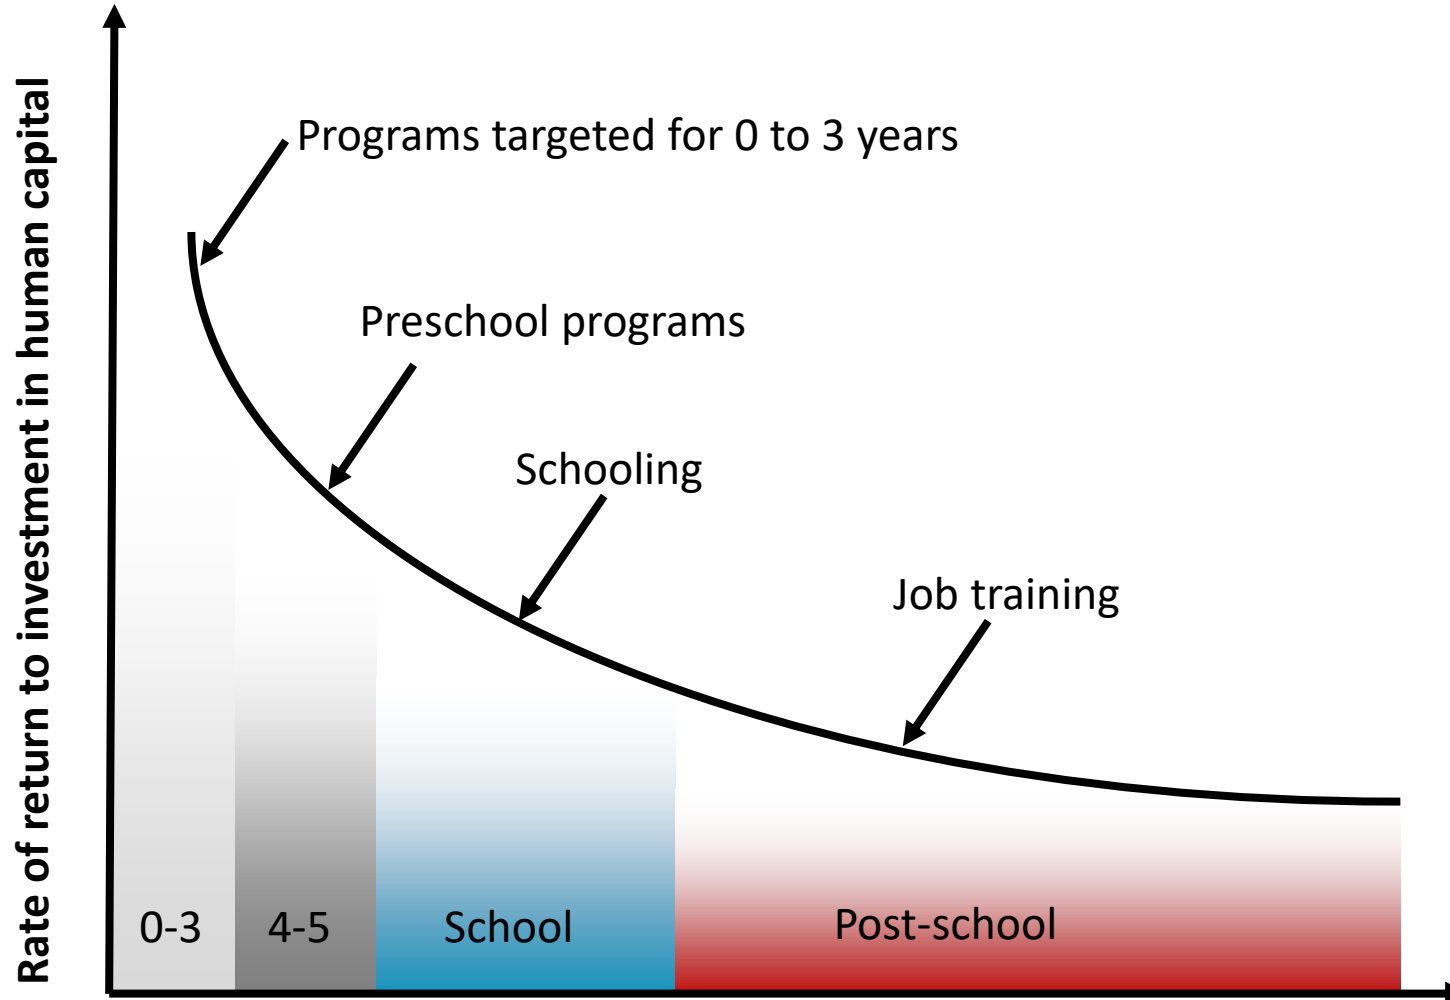 Rate of return to investment in human capital
Programs targeted for 0 to 3 years
Preschool programs
Schooling
Job training
0-3
4-5
School
Post-school